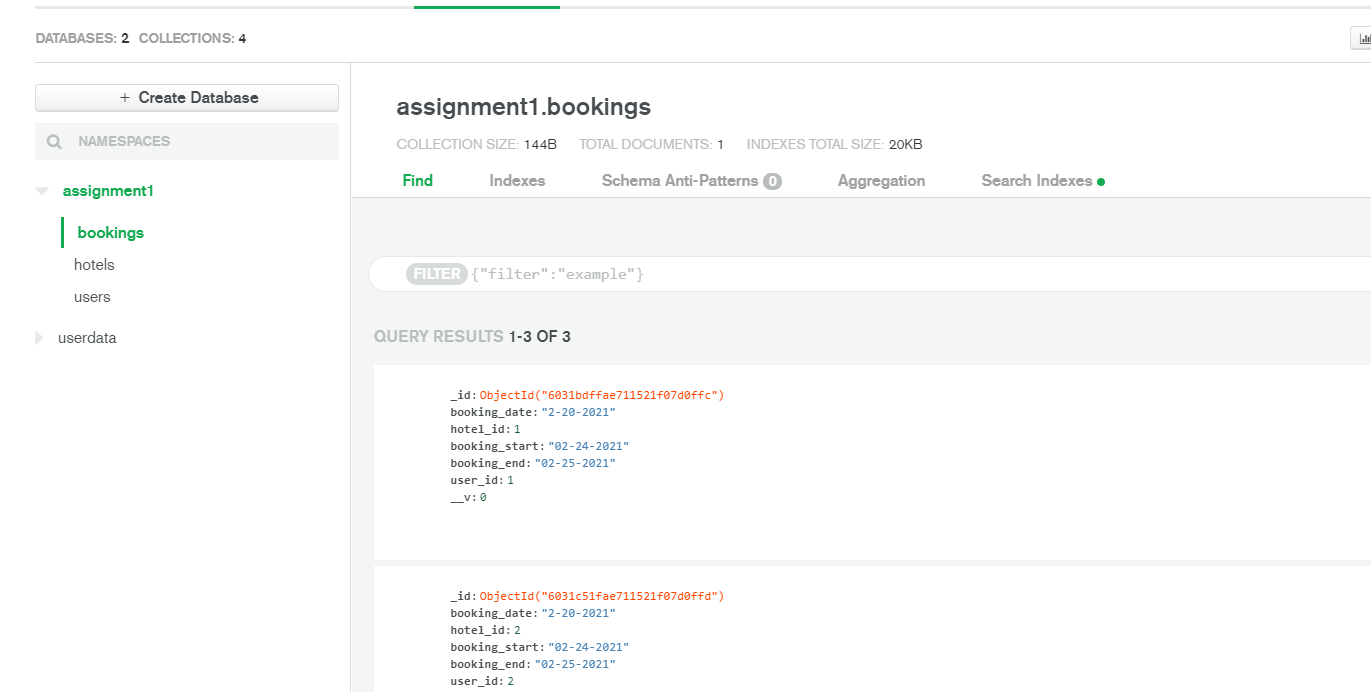 DATABASES: 2 COLLECTIONS: 4
+ Create Database
NAMESPACES
assignment1
bookings
hotels
users
userdata
assignment1.bookings
COLLECTION SIZE: 144B TOTAL DOCUMENTS: 1 INDEXES TOTAL SIZE: 20KB
Find Indexes Schema Anti-Patterns 0 Aggregation Search Indexes
FILTER {"filter":"example"}
QUERY RESULTS 1-3 OF 3
_id: ObjectId("6031bdffae711521f07d0ffc")
booking_date: "2-20-2021"
hotel_id: 1
booking_start: "02-24-2021"
booking_end: "02-25-2021"
user_id: 1
__v: 0
_id: ObjectId("6031c51fae711521f07d0ffd")
booking_date: "2-20-2021"
hotel_id: 2
booking_start: "02-24-2021"
booking_end: "02-25-2021"
user_id: 2